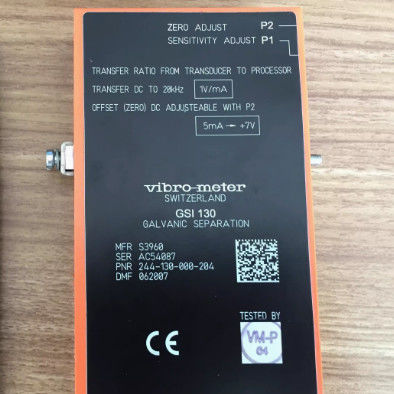 ZERO ADJUST P2
SENSITIVITY ADJUST P1
TRANSFER RATIO FROM TRANSDUCER TO PROCESSOR
TRANSFER DC TO 20kHz 1V/mA
OFFSET (ZERO) DC ADJUSTEABLE WITH P2
5mA → +7V
vibro-meter
SWITZERLAND
GSI 130
GALVANIC SEPARATION
MFR S3960
SER AC54087
PNR 244-130-000-204
DMF 062007
TESTED BY
CE
VM-P
04